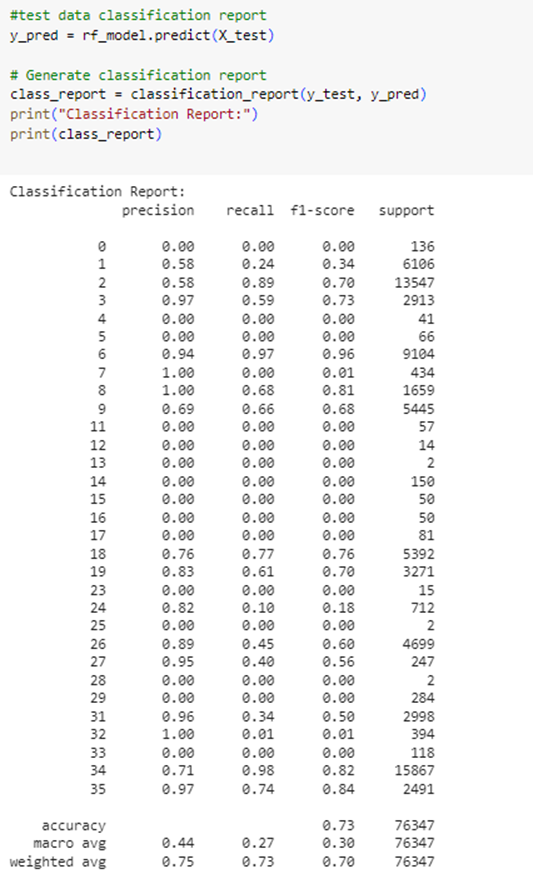 #test data classification report
y_pred = rf_model.predict(X_test)
# Generate classification report
class_report = classification_report(y_test, y_pred)
print("Classification Report:")
print(class_report)
Classification Report:
precision recall f1-score support
0 0.00 0.00 0.00 136
1 0.58 0.24 0.34 6106
2 0.58 0.89 0.70 13547
3 0.97 0.59 0.73 2913
4 0.00 0.00 0.00 41
5 0.00 0.00 0.00 66
6 0.94 0.97 0.96 9104
7 1.00 0.00 0.01 434
8 1.00 0.68 0.81 1659
9 0.69 0.66 0.68 5445
11 0.00 0.00 0.00 57
12 0.00 0.00 0.00 14
13 0.00 0.00 0.00 2
14 0.00 0.00 0.00 150
15 0.00 0.00 0.00 50
16 0.00 0.00 0.00 50
17 0.00 0.00 0.00 81
18 0.76 0.77 0.76 5392
19 0.83 0.61 0.70 3271
23 0.00 0.00 0.00 15
24 0.82 0.10 0.18 712
25 0.00 0.00 0.00 2
26 0.89 0.45 0.60 4699
27 0.95 0.40 0.56 247
28 0.00 0.00 0.00 2
29 0.00 0.00 0.00 284
31 0.96 0.34 0.50 2998
32 1.00 0.01 0.01 394
33 0.00 0.00 0.00 118
34 0.71 0.98 0.82 15867
35 0.97 0.74 0.84 2491
accuracy 0.73 76347
macro avg 0.44 0.27 0.30 76347
weighted avg 0.75 0.73 0.70 76347